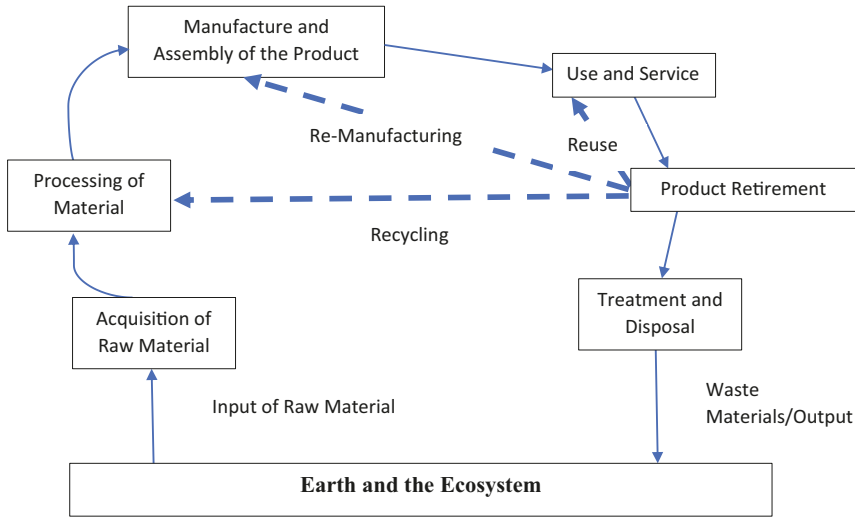 Manufacture and
Assembly of the Product
Use and Service
Re-Manufacturing
Reuse
Processing of
Material
Product Retirement
Recycling
Acquisition of
Raw Material
Treatment and
Disposal
Input of Raw Material
Waste
Materials/Output
Earth and the Ecosystem